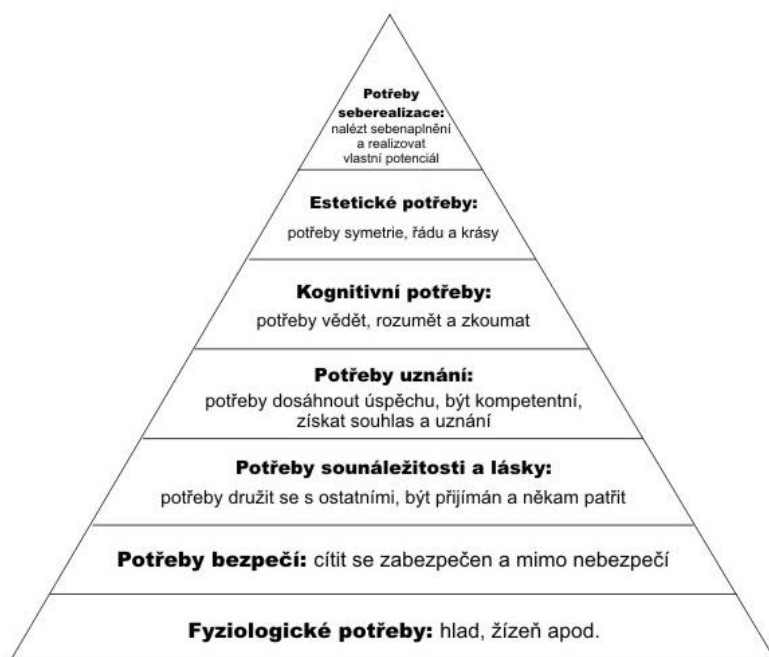 Potřeby
seberealizace:
nalézt sebenaplnění
a realizovat
vlastní potenciál
Estetické potřeby:
potřeby symetrie, řádu a krásy
Kognitivní potřeby:
potřeby vědět, rozumět a zkoumat
Potřeby uznání:
potřeby dosáhnout úspěchu, být kompetentní,
získat souhlas a uznání
Potřeby sounáležitosti a lásky:
potřeby družit se s ostatními, být přijímán a někam patřit
Potřeby bezpečí: cítit se zabezpečen a mimo nebezpečí
Fyziologické potřeby: hlad, žízeň apod.